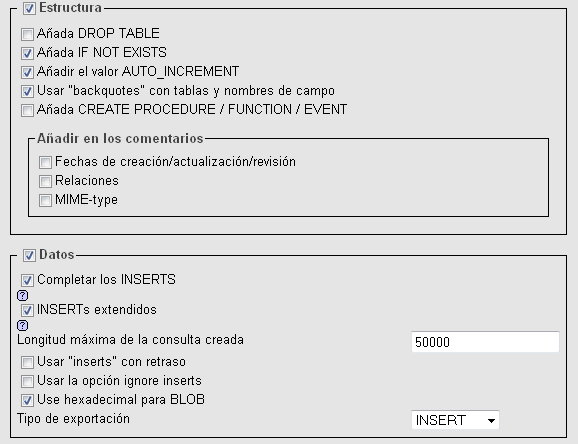 Estructura
Añada DROP TABLE
Añada IF NOT EXISTS
Añadir el valor AUTO_INCREMENT
Usar "backquotes" con tablas y nombres de campo
Añada CREATE PROCEDURE / FUNCTION / EVENT
Añadir en los comentarios
Fechas de creación/actualización/revisión
Relaciones
MIME-type
Datos
Completar los INSERTS
?
INSERTs extendidos
?
Longitud máxima de la consulta creada 50000
Usar "inserts" con retraso
Usar la opción ignore inserts
Use hexadecimal para BLOB
Tipo de exportación INSERT